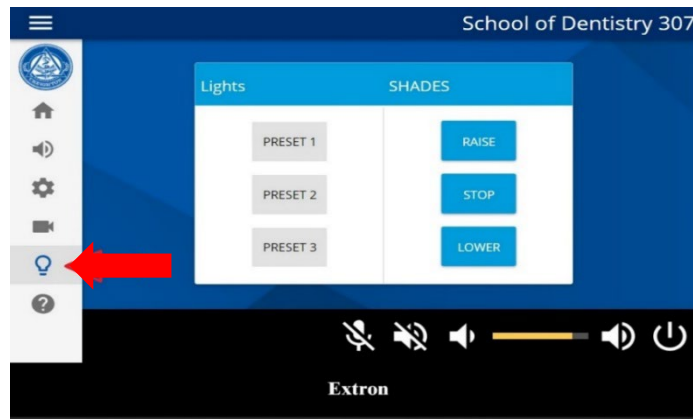 School of Dentistry 307
Lights
SHADES
PRESET 1
RAISE
PRESET 2
STOP
PRESET 3
LOWER
Extron